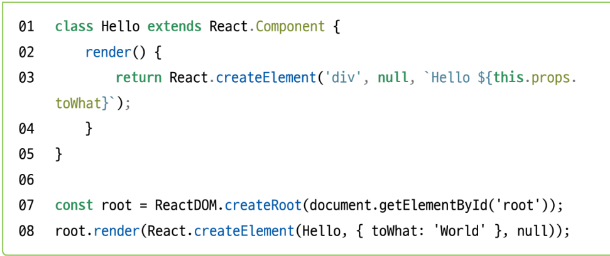 01 class Hello extends React.Component {
02     render() {
03         return React.createElement('div', null, `Hello ${this.props.
toWhat}`);
04     }
05 }
06
07 const root = ReactDOM.createRoot(document.getElementById('root'));
08 root.render(React.createElement(Hello, { toWhat: 'World' }, null));